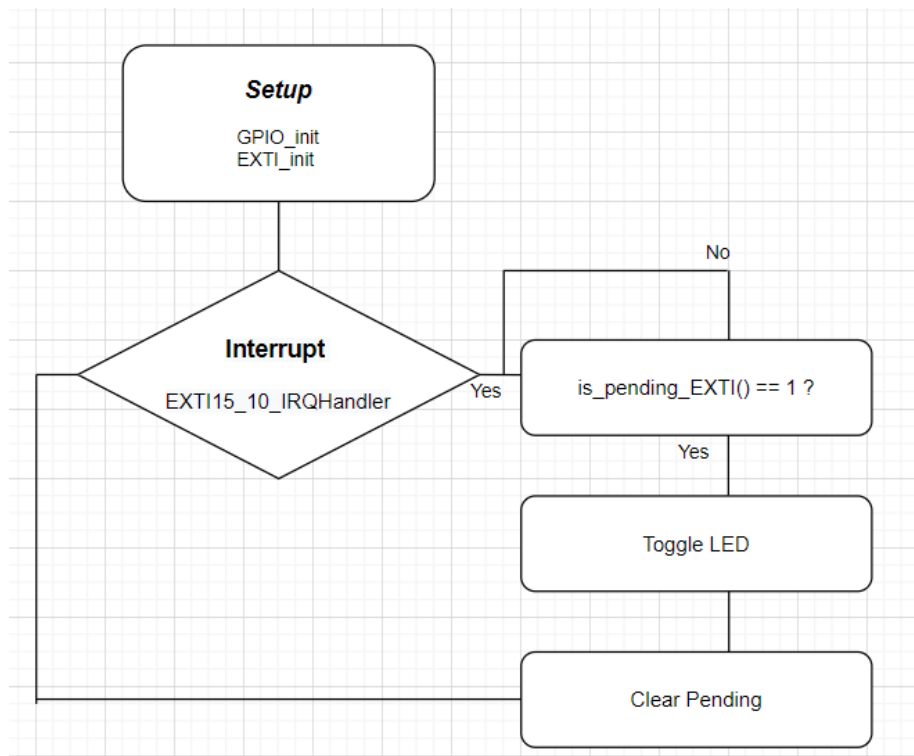 Setup
GPIO_init
EXTI_init
No
Interrupt
EXTI15_10_IRQHandler
Yes
is_pending_EXTI() == 1 ?
Yes
Toggle LED
Clear Pending